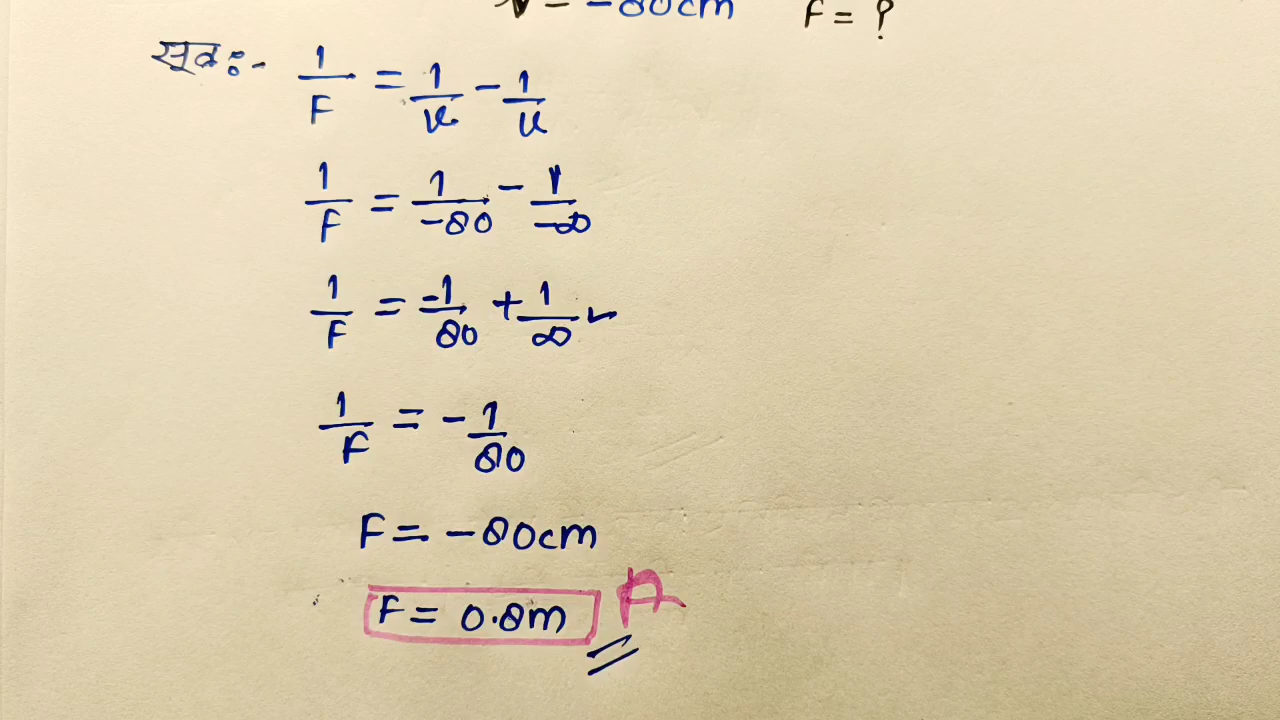 v = -80cm F = ?
सूत्र :- 1/F = 1/v - 1/u
1/F = 1/-80 - 1/-∞
1/F = -1/80 + 1/∞
1/F = -1/80
F = -80cm
F = 0.8m A